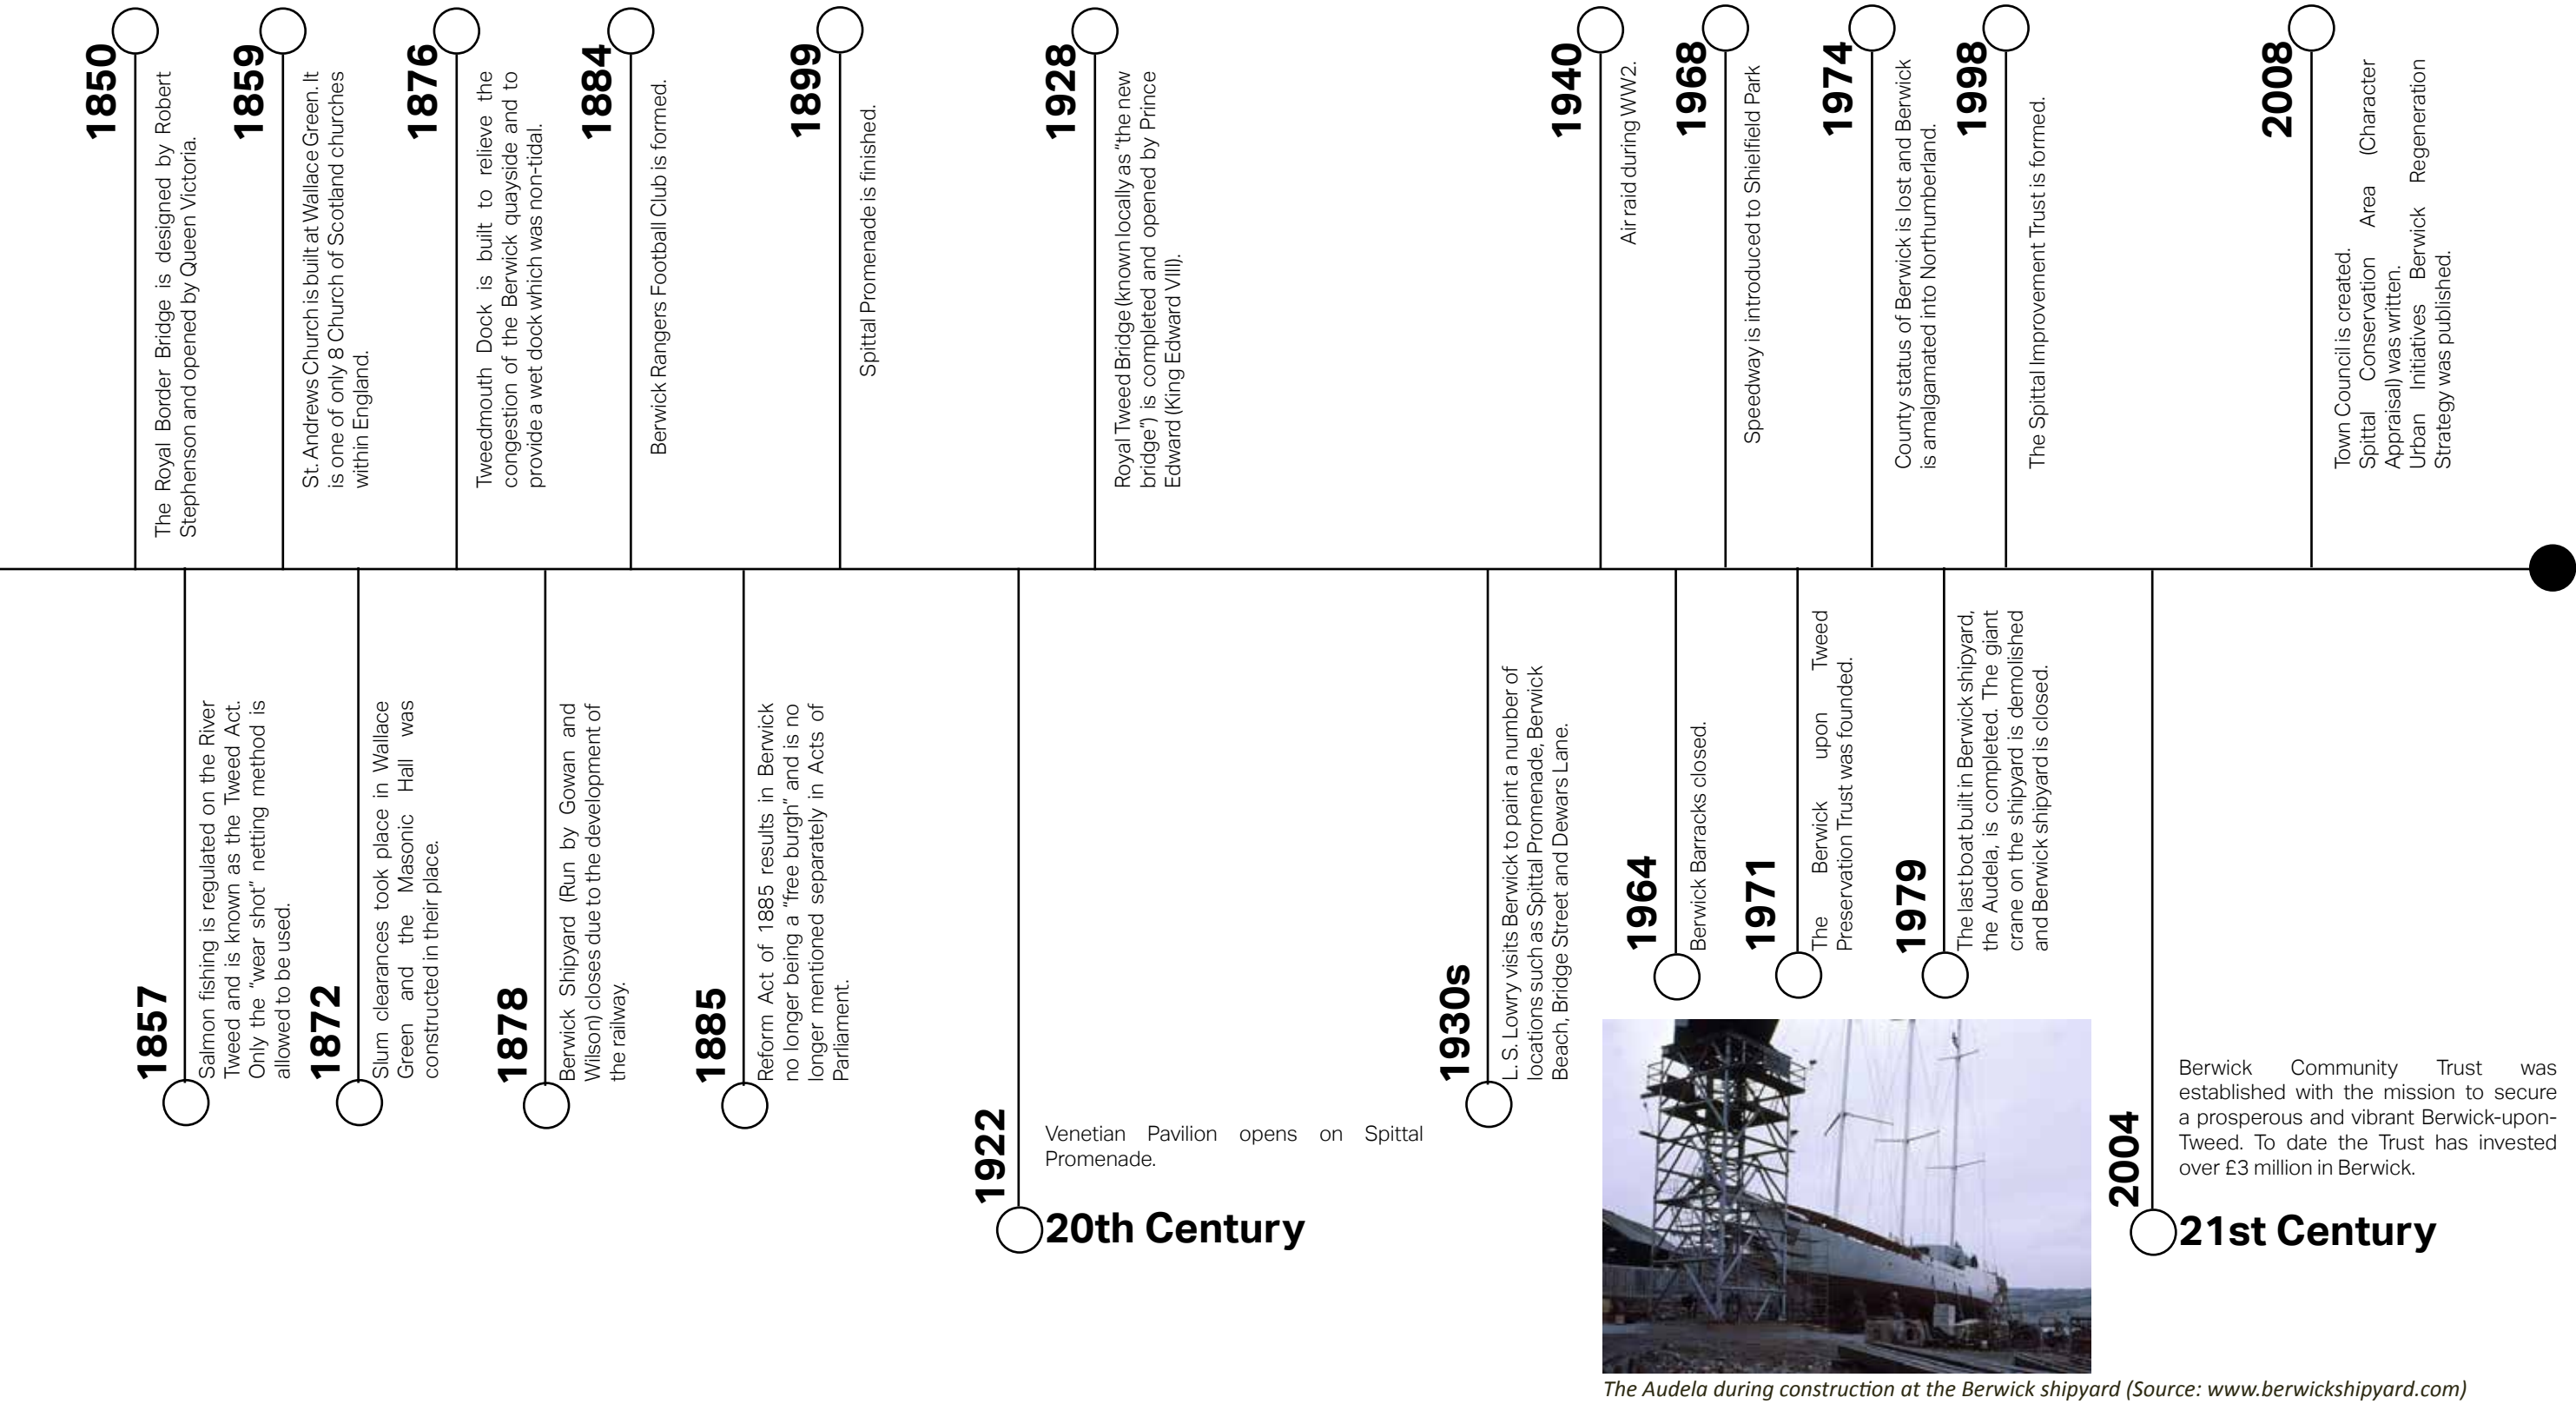 1850
The Royal Border Bridge is designed by Robert
Stephenson and opened by Queen Victoria.
1859
St. Andrews Church is built at Wallace Green. It
is one of only 8 Church of Scotland churches
within England.
1876
Tweedmouth Dock is built to relieve the
congestion of the Berwick quayside and to
provide a wet dock which was non-tidal.
1884
Berwick Rangers Football Club is formed.
1899
Spittal Promenade is finished.
1928
Royal Tweed Bridge (known locally as "the new
bridge") is completed and opened by Prince
Edward (King Edward VIII).
1940
Air raid during WW2.
1968
Speedway is introduced to Shielfield Park
1974
County status of Berwick is lost and Berwick
is amalgamated into Northumberland.
1998
The Spittal Improvement Trust is formed.
2008
Town Council is created.
Spittal Conservation Area (Character
Appraisal) was written.
Urban Initiatives Berwick Regeneration
Strategy was published.
1857
Salmon fishing is regulated on the River
Tweed and is known as the Tweed Act.
Only the "wear shot" netting method is
allowed to be used.
1872
Slum clearances took place in Wallace
Green and the Masonic Hall was
constructed in their place.
1878
Berwick Shipyard (Run by Gowan and
Wilson) closes due to the development of
the railway.
1885
Reform Act of 1885 results in Berwick
no longer being a "free burgh" and is no
longer mentioned separately in Acts of
Parliament.
1922
Venetian Pavilion opens on Spittal
Promenade.
20th Century
1930s
L. S. Lowry visits Berwick to paint a number of
locations such as Spittal Promenade, Berwick
Beach, Bridge Street and Dewars Lane.
1964
Berwick Barracks closed.
1971
The Berwick upon Tweed
Preservation Trust was founded.
1979
The last boat built in Berwick shipyard,
the Audela, is completed. The giant
crane on the shipyard is demolished
and Berwick shipyard is closed.
2004
Berwick Community Trust was
established with the mission to secure
a prosperous and vibrant Berwick-upon-
Tweed. To date the Trust has invested
over £3 million in Berwick.
21st Century
The Audela during construction at the Berwick shipyard (Source: www.berwickshipyard.com)